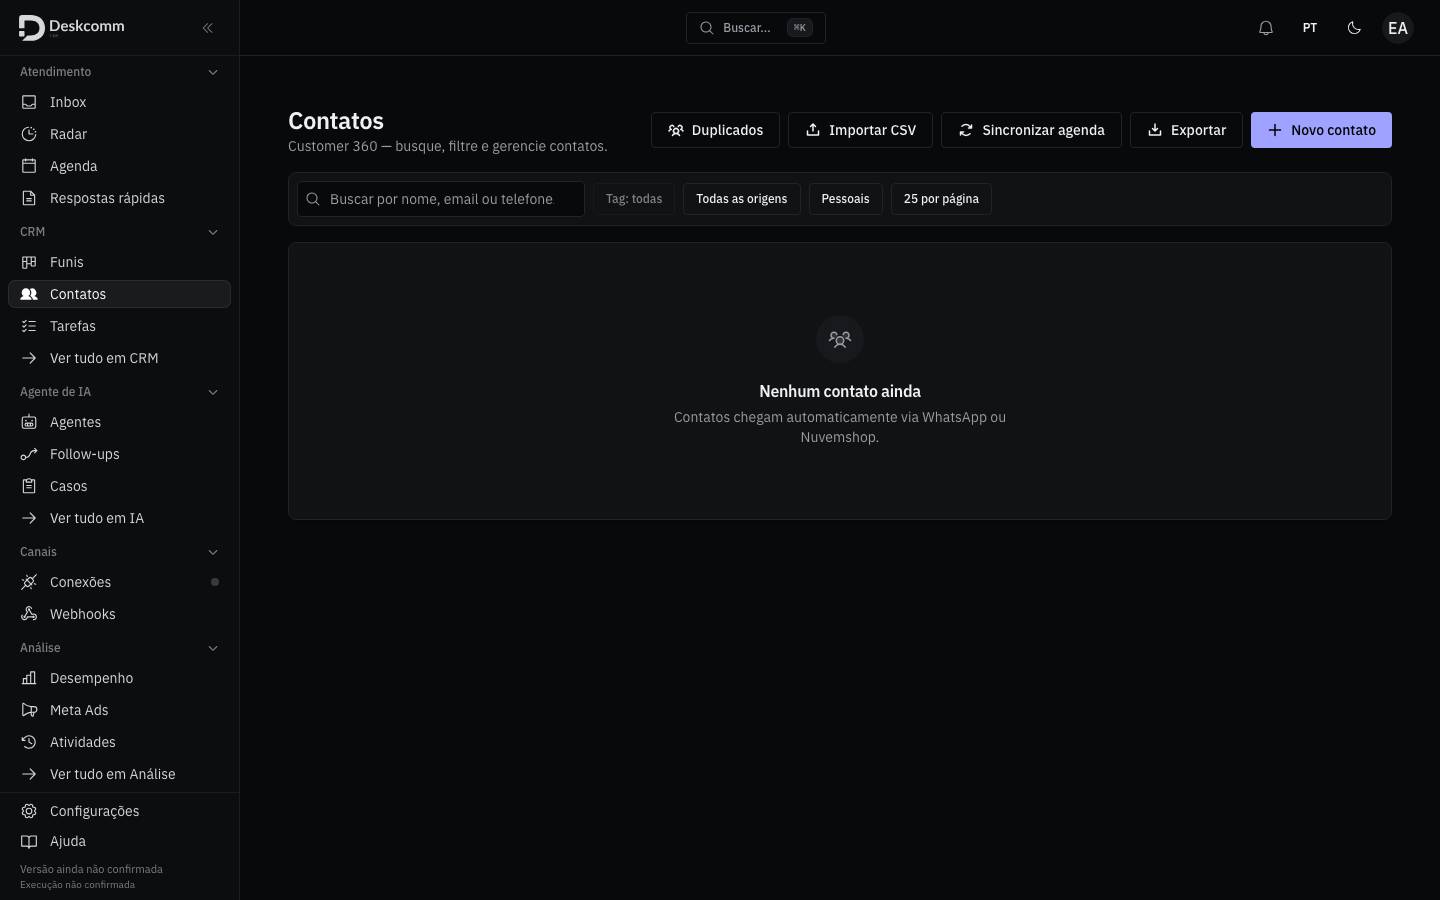 Deskcomm
Buscar...
⌘K
PT
EA
Atendimento
Inbox
Radar
Agenda
Respostas rápidas
CRM
Funis
Contatos
Tarefas
Ver tudo em CRM
Agente de IA
Agentes
Follow-ups
Casos
Ver tudo em IA
Canais
Conexões
Webhooks
Análise
Desempenho
Meta Ads
Atividades
Ver tudo em Análise
Configurações
Ajuda
Versão ainda não confirmada
Execução não confirmada
Contatos
Customer 360 — busque, filtre e gerencie contatos.
Duplicados
Importar CSV
Sincronizar agenda
Exportar
Novo contato
Buscar por nome, email ou telefone
Tag: todas
Todas as origens
Pessoais
25 por página
Nenhum contato ainda
Contatos chegam automaticamente via WhatsApp ou
Nuvemshop.